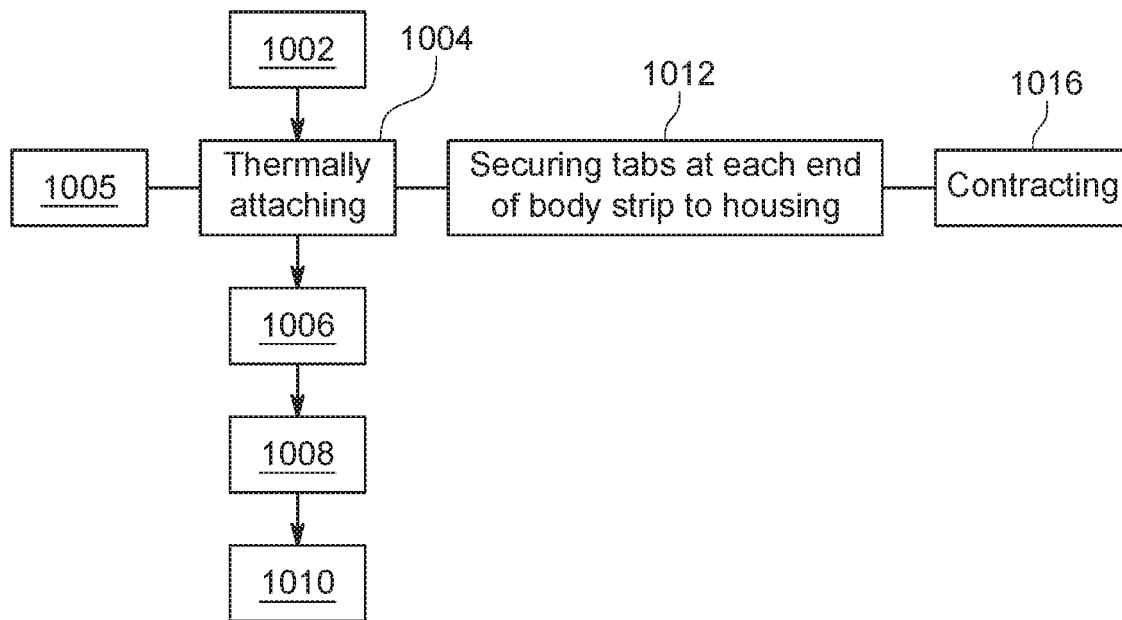 1002
1004
1012
1016
1005
Thermally
attaching
Securing tabs at each end
of body strip to housing
Contracting
1006
1008
1010